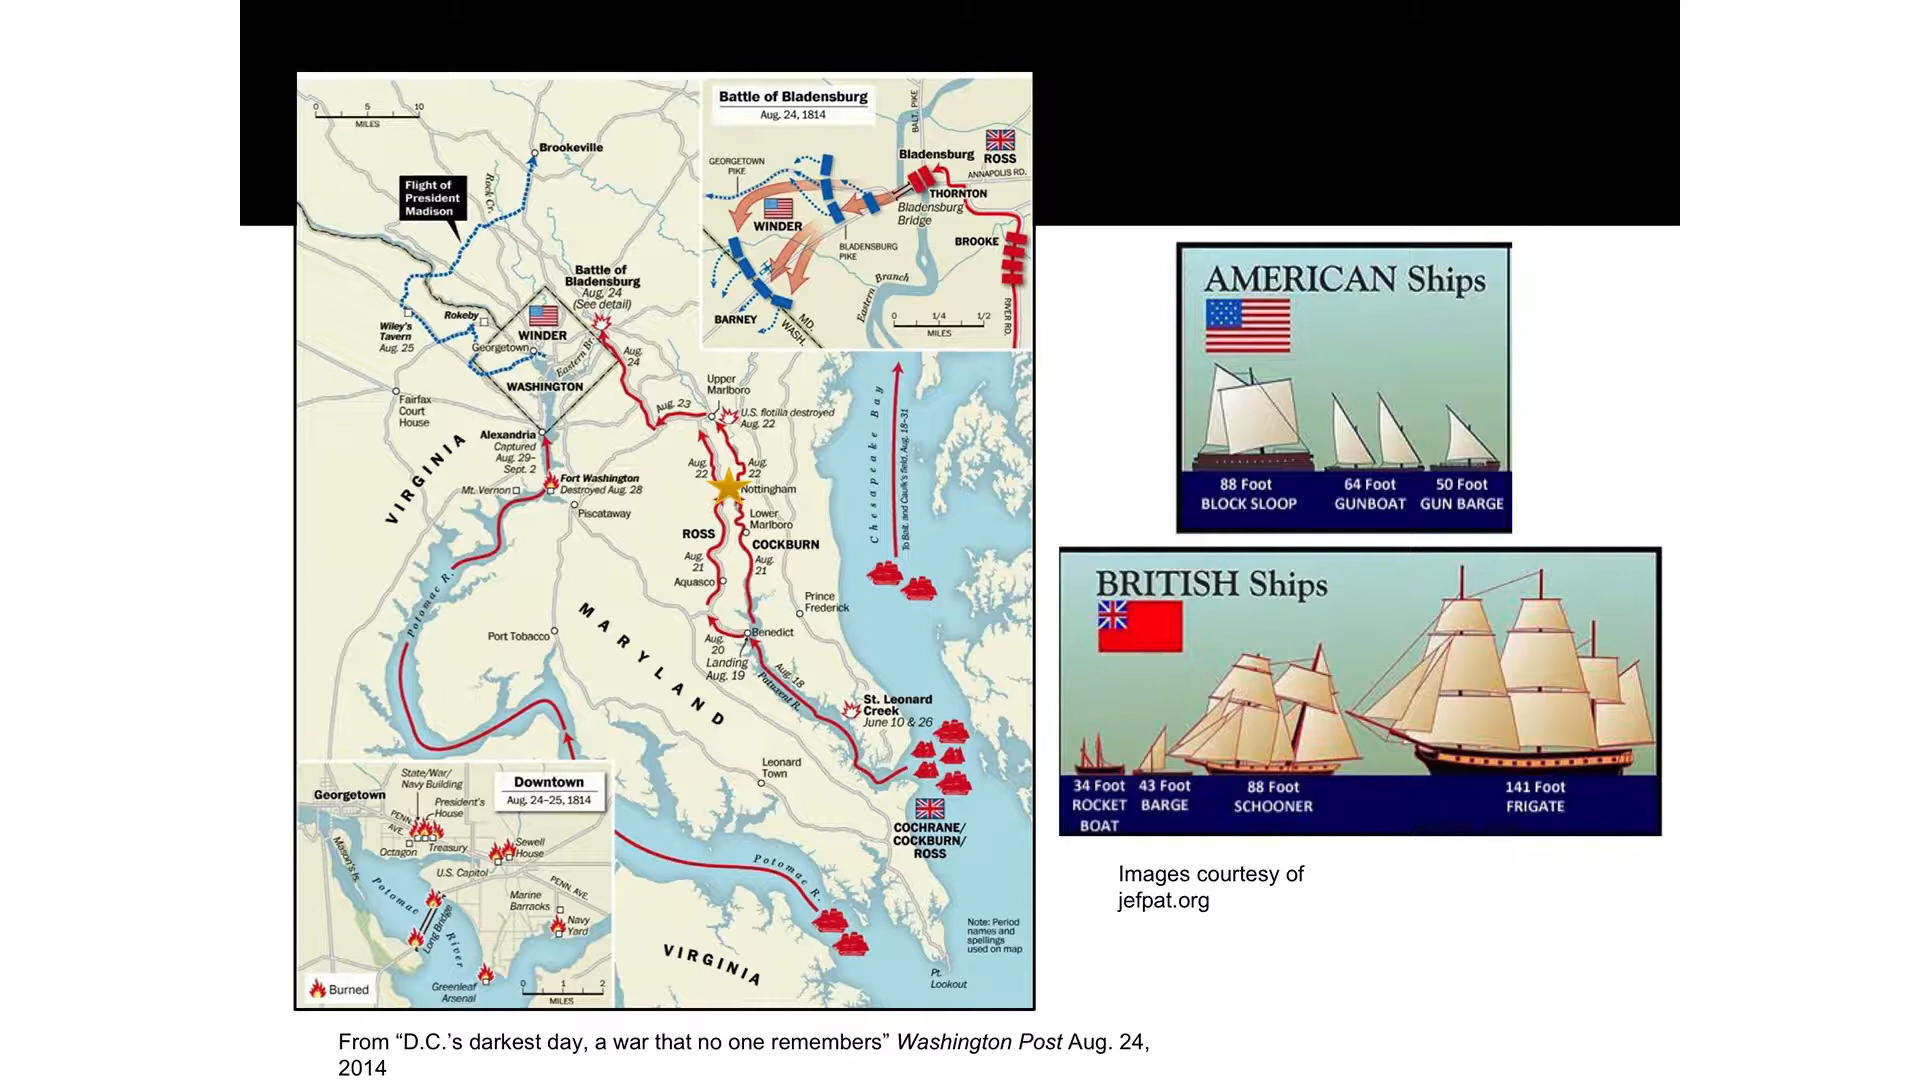 0 5 10
MILES
Brookeville
Rock Cr.
Flight of
President
Madison
Battle of
Bladensburg
Aug. 24
(See detail)
Rokeby
WINDER
Wiley's
Tavern
Aug. 25
Georgetown
Eastern Br.
WASHINGTON
Aug.
24
Fairfax
Court
House
Upper
Marlboro
Aug. 23
U.S. flotilla destroyed
Aug. 22
VIRGINIA
Alexandria
Captured
Aug. 29–
Sept. 2
Aug.
22
Aug.
22
Fort Washington
Destroyed Aug. 28
Mt. Vernon
Nottingham
Piscataway
Lower
Marlboro
ROSS
COCKBURN
Aug.
21
Aug.
21
Aquasco
Potomac R.
Prince
Frederick
MARYLAND
Port Tobacco
Benedict
Aug.
20
Landing
Aug. 19
Aug. 18
Patuxent R.
St. Leonard
Creek
June 10 & 26
Leonard
Town
COCHRANE/
COCKBURN/
ROSS
Potomac R.
VIRGINIA
Note: Period
names and
spellings
used on map
Pt.
Lookout
Chesapeake Bay
To Balt. and Caulk's field, Aug. 18–31
Battle of Bladensburg
Aug. 24, 1814
BALT. PIKE
GEORGETOWN
PIKE
Bladensburg
ROSS
ANNAPOLIS RD.
THORNTON
Bladensburg
Bridge
WINDER
BLADENSBURG
PIKE
BROOKE
Eastern Branch
BARNEY
MD.
WASH.
RIVER RD.
0 1/4 1/2
MILES
Downtown
Aug. 24–25, 1814
State/War/
Navy Building
Georgetown
President's
House
PENN.
AVE.
Octagon
Treasury
Sewell
House
Mason's Is.
U.S. Capitol
PENN. AVE.
Potomac
River
Long Bridge
Marine
Barracks
Navy
Yard
Greenleaf
Arsenal
0 1 2
MILES
Burned
AMERICAN Ships
88 Foot
BLOCK SLOOP
64 Foot
GUNBOAT
50 Foot
GUN BARGE
BRITISH Ships
34 Foot
ROCKET
BOAT
43 Foot
BARGE
88 Foot
SCHOONER
141 Foot
FRIGATE
Images courtesy of
jefpat.org
From “D.C.’s darkest day, a war that no one remembers” Washington Post Aug. 24,
2014